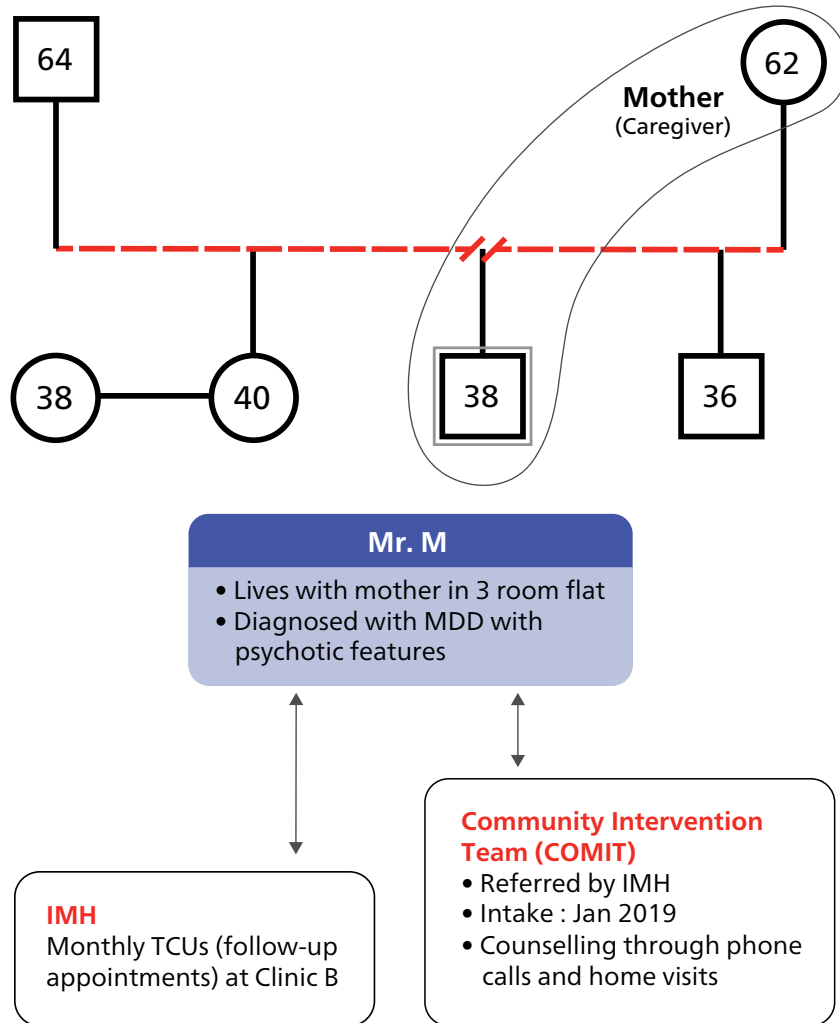 64
62
Mother
(Caregiver)
38
40
38
36
Mr. M
• Lives with mother in 3 room flat
• Diagnosed with MDD with
psychotic features
IMH
Monthly TCUs (follow-up
appointments) at Clinic B
Community Intervention
Team (COMIT)
• Referred by IMH
• Intake : Jan 2019
• Counselling through phone
calls and home visits